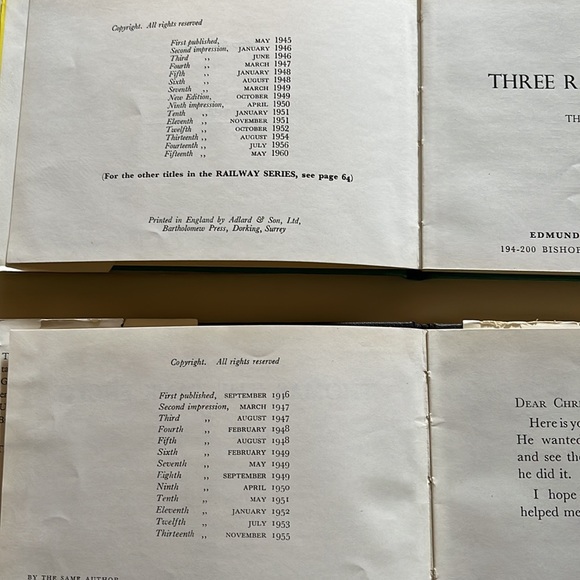 Copyright. All rights reserved
First published, MAY 1945
Second impression, JANUARY 1946
Third ,, JUNE 1946
Fourth ,, MARCH 1947
Fifth ,, JANUARY 1948
Sixth ,, AUGUST 1948
Seventh ,, MARCH 1949
New Edition, OCTOBER 1949
Ninth impression, APRIL 1950
Tenth ,, JANUARY 1951
Eleventh ,, NOVEMBER 1951
Twelfth ,, OCTOBER 1952
Thirteenth ,, AUGUST 1954
Fourteenth ,, JULY 1956
Fifteenth ,, MAY 1960
(For the other titles in the RAILWAY SERIES, see page 64)
Printed in England by Adlard & Son, Ltd,
Bartholomew Press, Dorking, Surrey
THREE R
TH
EDMUND
194-200 BISHOP
Copyright. All rights reserved
First published, SEPTEMBER 1946
Second impression, MARCH 1947
Third ,, AUGUST 1947
Fourth ,, FEBRUARY 1948
Fifth ,, AUGUST 1948
Sixth ,, FEBRUARY 1949
Seventh ,, MAY 1949
Eighth ,, SEPTEMBER 1949
Ninth ,, APRIL 1950
Tenth ,, MAY 1951
Eleventh ,, JANUARY 1952
Twelfth ,, JULY 1953
Thirteenth ,, NOVEMBER 1955
BY THE SAME AUTHOR
DEAR CHRI
Here is yo
He wanted
and see the
he did it.
I hope
helped me